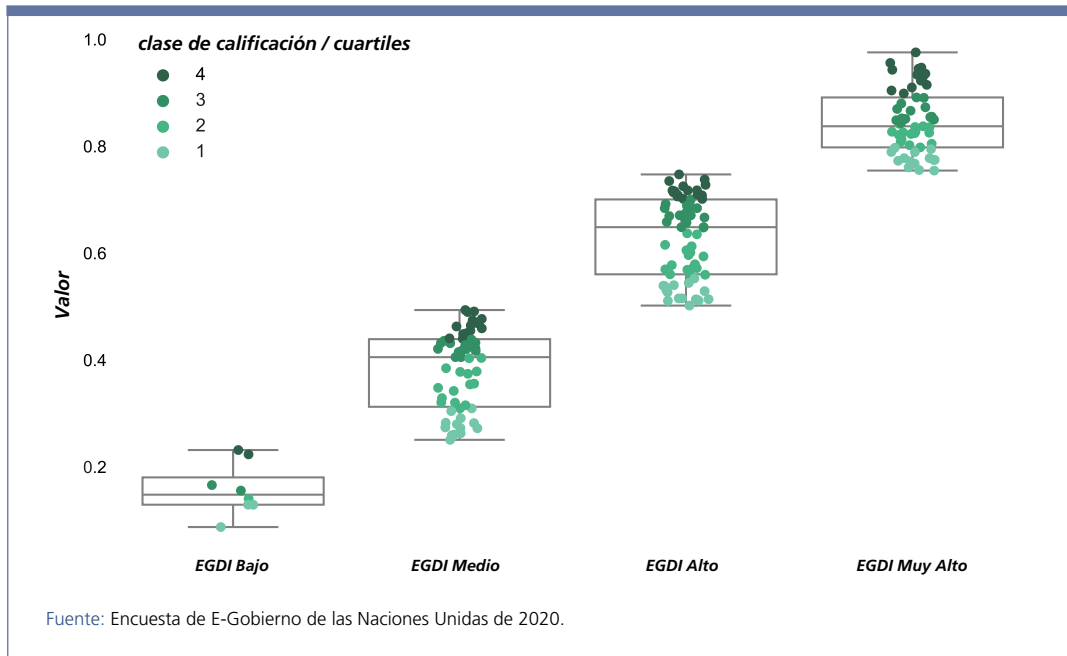 clase de calificación / cuartiles
4
3
2
1
Valor
1.0
0.8
0.6
0.4
0.2
EGDI Bajo
EGDI Medio
EGDI Alto
EGDI Muy Alto
Fuente: Encuesta de E-Gobierno de las Naciones Unidas de 2020.